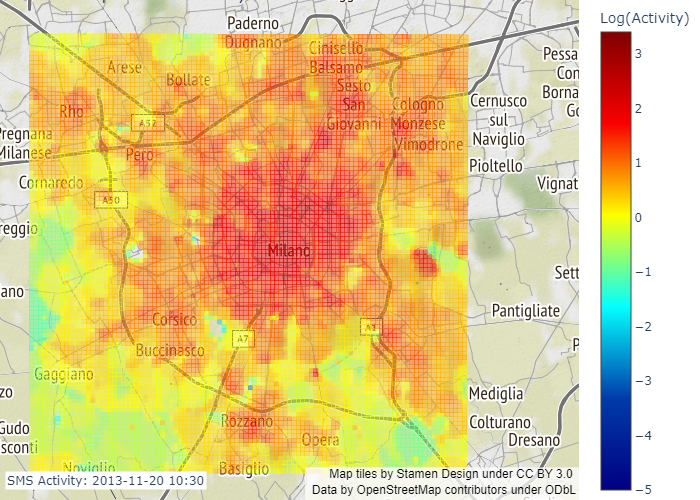 Paderno
Dugnano
Cinisello
Balsamo
Arese
Bollate
Sesto
San
Giovanni
Rho
Cologno
Monzese
Vimodrone
Cernusco
sul
Naviglio
Pioltello
Pessa
Con
Borna
Go
A52
Pregnana
Milanese
Pero
Cornaredo
Vignat
A50
reggio
Milano
Sett
ano
Pantigliate
Corsico
A7
Buccinasco
P
Gaggiano
zo
Mediglia
Rozzano
Colturano
Dresano
Gudo
sconti
Opera
Noviglio
Basiglio
SMS Activity: 2013-11-20 10:30
Map tiles by Stamen Design under CC BY 3.0
Data by OpenStreetMap contributors under ODbL
Log(Activity)
3
2
1
0
−1
−2
−3
−4
−5